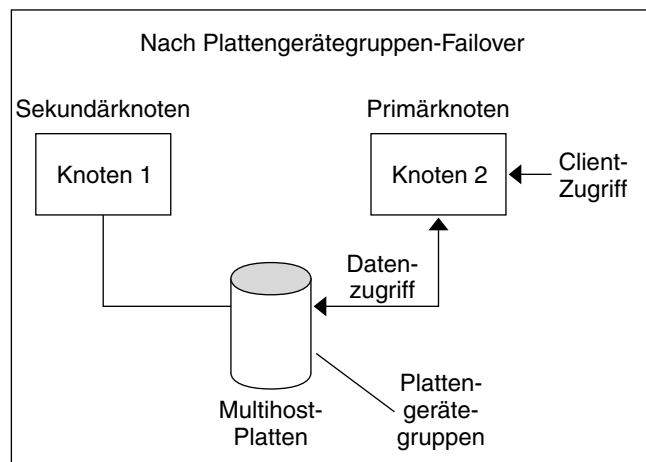 Nach Plattengerätegruppen-Failover
Sekundärknoten
Primärknoten
Knoten 1
Knoten 2
Client-
Zugriff
Daten-
zugriff
Multihost-
Platten
Platten-
geräte-
gruppen